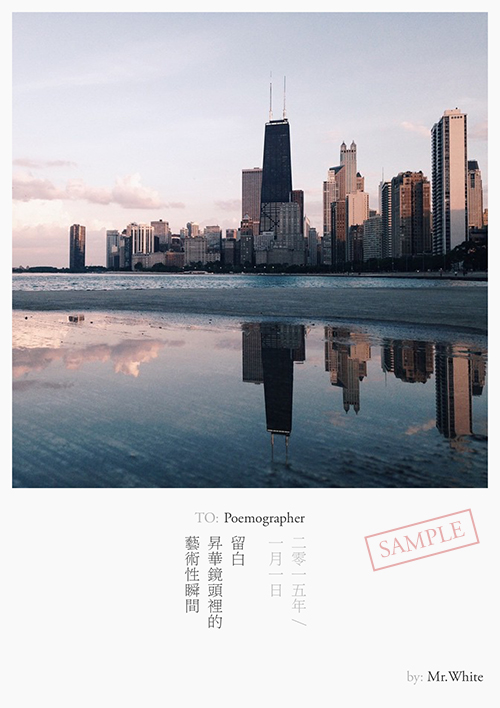 TO: Poemographer
二零一五年/
一月一日
留白
昇華鏡頭裡的
藝術性瞬間
SAMPLE
by: Mr.White